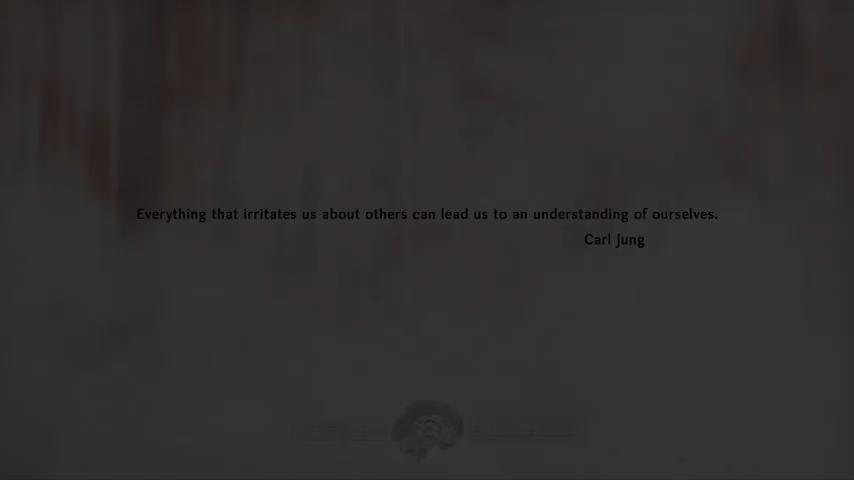 Everything that irritates us about others can lead us to an understanding of ourselves.
Carl Jung